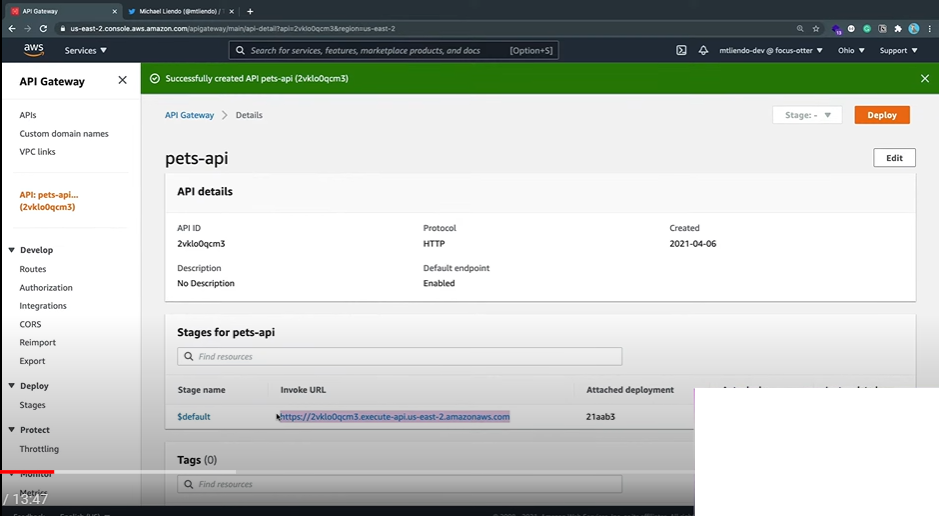 API Gateway
Michael Liendo (@mtliendo) / T
us-east-2.console.aws.amazon.com/apigateway/main/api-detail?api=2vklo0qcm3&region=us-east-2
aws
Services
Search for services, features, marketplace products, and docs
[Option+S]
mtliendo-dev @ focus-otter
Ohio
Support
API Gateway
Successfully created API pets-api (2vklo0qcm3)
APIs
Custom domain names
VPC links
API: pets-api...
(2vklo0qcm3)
Develop
Routes
Authorization
Integrations
CORS
Reimport
Export
Deploy
Stages
Protect
Throttling
Monitor
Metrics
API Gateway
Details
Stage: -
Deploy
pets-api
Edit
API details
API ID
2vklo0qcm3
Protocol
HTTP
Created
2021-04-06
Description
No Description
Default endpoint
Enabled
Stages for pets-api
Find resources
Stage name
Invoke URL
Attached deployment
$default
https://2vklo0qcm3.execute-api.us-east-2.amazonaws.com
21aab3
Tags (0)
Find resources
/ 13:47